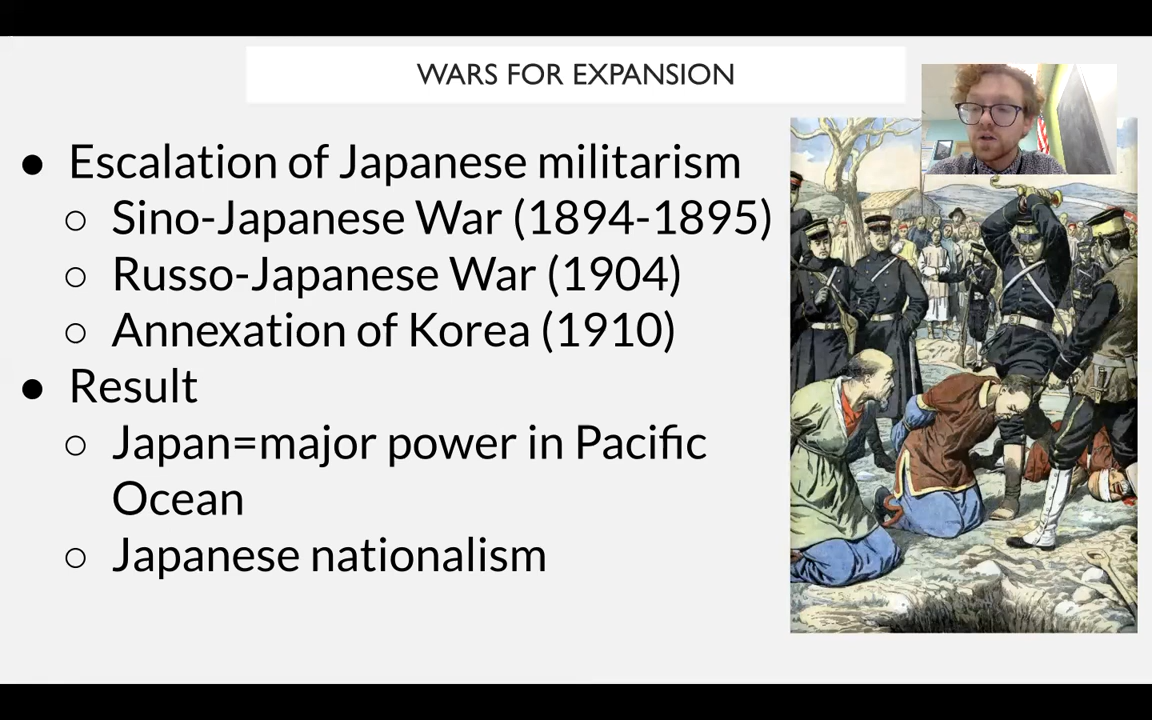 WARS FOR EXPANSION
● Escalation of Japanese militarism
○ Sino-Japanese War (1894-1895)
○ Russo-Japanese War (1904)
○ Annexation of Korea (1910)
● Result
○ Japan=major power in Pacific
Ocean
○ Japanese nationalism